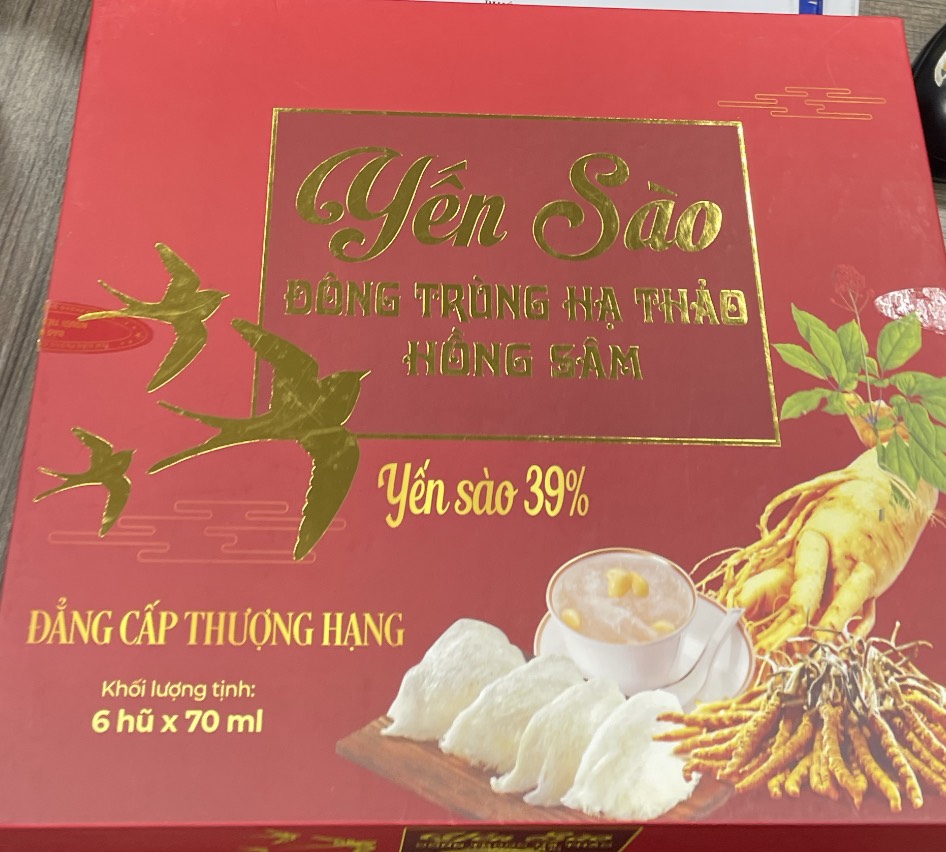 Yến Sào
ĐÔNG TRÙNG HẠ THẢO
HỒNG SÂM
Yến sào 39%
ĐẲNG CẤP THƯỢNG HẠNG
Khối lượng tịnh:
6 hũ x 70 ml